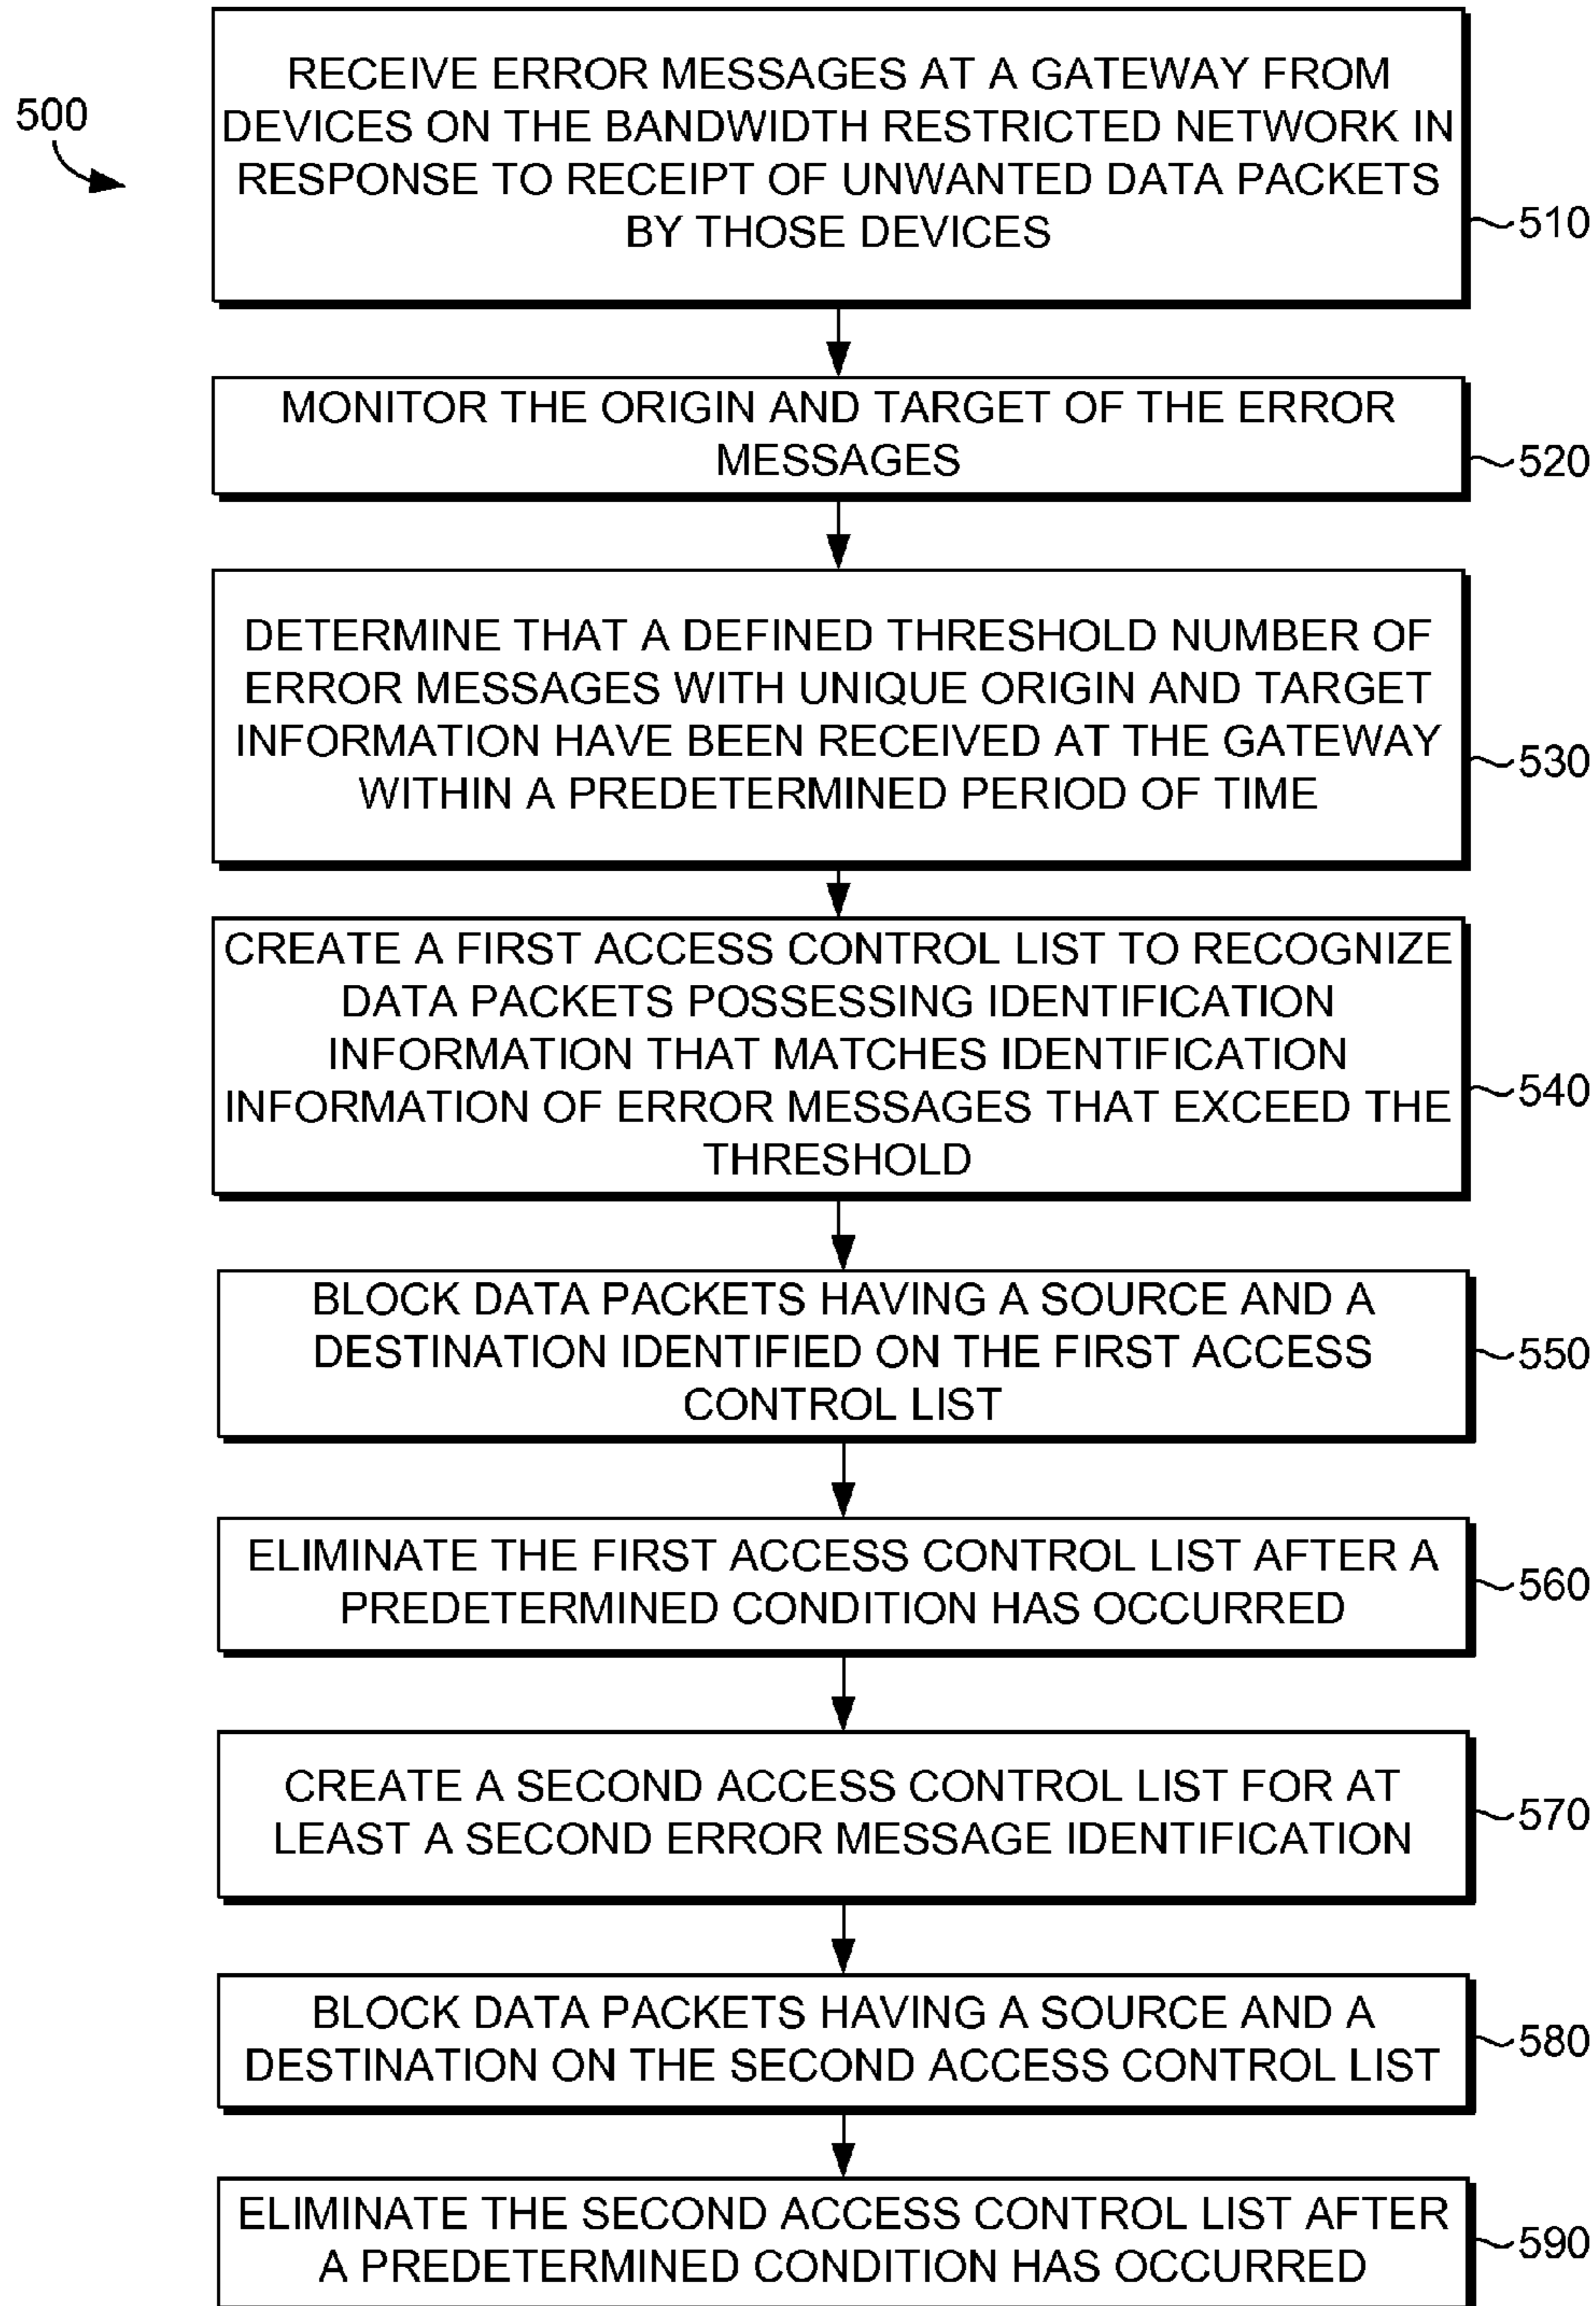 500
RECEIVE ERROR MESSAGES AT A GATEWAY FROM
DEVICES ON THE BANDWIDTH RESTRICTED NETWORK IN
RESPONSE TO RECEIPT OF UNWANTED DATA PACKETS
BY THOSE DEVICES
510
MONITOR THE ORIGIN AND TARGET OF THE ERROR
MESSAGES
520
DETERMINE THAT A DEFINED THRESHOLD NUMBER OF
ERROR MESSAGES WITH UNIQUE ORIGIN AND TARGET
INFORMATION HAVE BEEN RECEIVED AT THE GATEWAY
WITHIN A PREDETERMINED PERIOD OF TIME
530
CREATE A FIRST ACCESS CONTROL LIST TO RECOGNIZE
DATA PACKETS POSSESSING IDENTIFICATION
INFORMATION THAT MATCHES IDENTIFICATION
INFORMATION OF ERROR MESSAGES THAT EXCEED THE
THRESHOLD
540
BLOCK DATA PACKETS HAVING A SOURCE AND A
DESTINATION IDENTIFIED ON THE FIRST ACCESS
CONTROL LIST
550
ELIMINATE THE FIRST ACCESS CONTROL LIST AFTER A
PREDETERMINED CONDITION HAS OCCURRED
560
CREATE A SECOND ACCESS CONTROL LIST FOR AT
LEAST A SECOND ERROR MESSAGE IDENTIFICATION
570
BLOCK DATA PACKETS HAVING A SOURCE AND A
DESTINATION ON THE SECOND ACCESS CONTROL LIST
580
ELIMINATE THE SECOND ACCESS CONTROL LIST AFTER
A PREDETERMINED CONDITION HAS OCCURRED
590